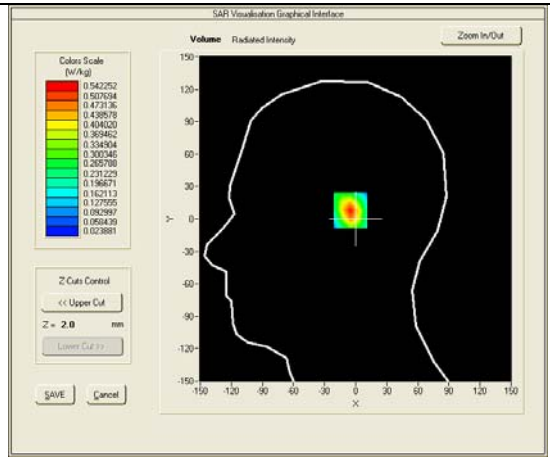 SAR Visualisation Graphical Interface
Volume Radiated Intensity
Zoom In/Out
Colors Scale
(W/kg)
0.542252
0.507694
0.473136
0.438578
0.404020
0.369462
0.334904
0.300346
0.265788
0.231229
0.196671
0.162113
0.127555
0.092997
0.058439
0.023881
Z Cuts Control
<< Upper Cut
Z = 2.0 mm
Lower Cut >>
SAVE
Cancel
150
120
90
60
30
0
-30
-60
-90
-120
-150
Y
-150 -120 -90 -60 -30 0 30 60 90 120 150
X